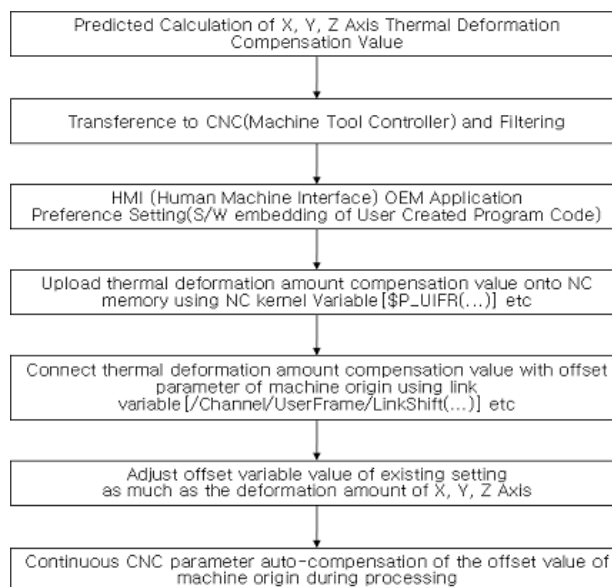 Predicted Calculation of X, Y, Z Axis Thermal Deformation
Compensation Value
Transference to CNC(Machine Tool Controller) and Filtering
HMI (Human Machine Interface) OEM Application
Preference Setting(S/W embedding of User Created Program Code)
Upload thermal deformation amount compensation value onto NC
memory using NC kernel Variable[$P_UIFR(...)] etc
Connect thermal deformation amount compensation value with offset
parameter of machine origin using link
variable[/Channel/UserFrame/LinkShift(...)] etc
Adjust offset variable value of existing setting
as much as the deformation amount of X, Y, Z Axis
Continuous CNC parameter auto-compensation of the offset value of
machine origin during processing